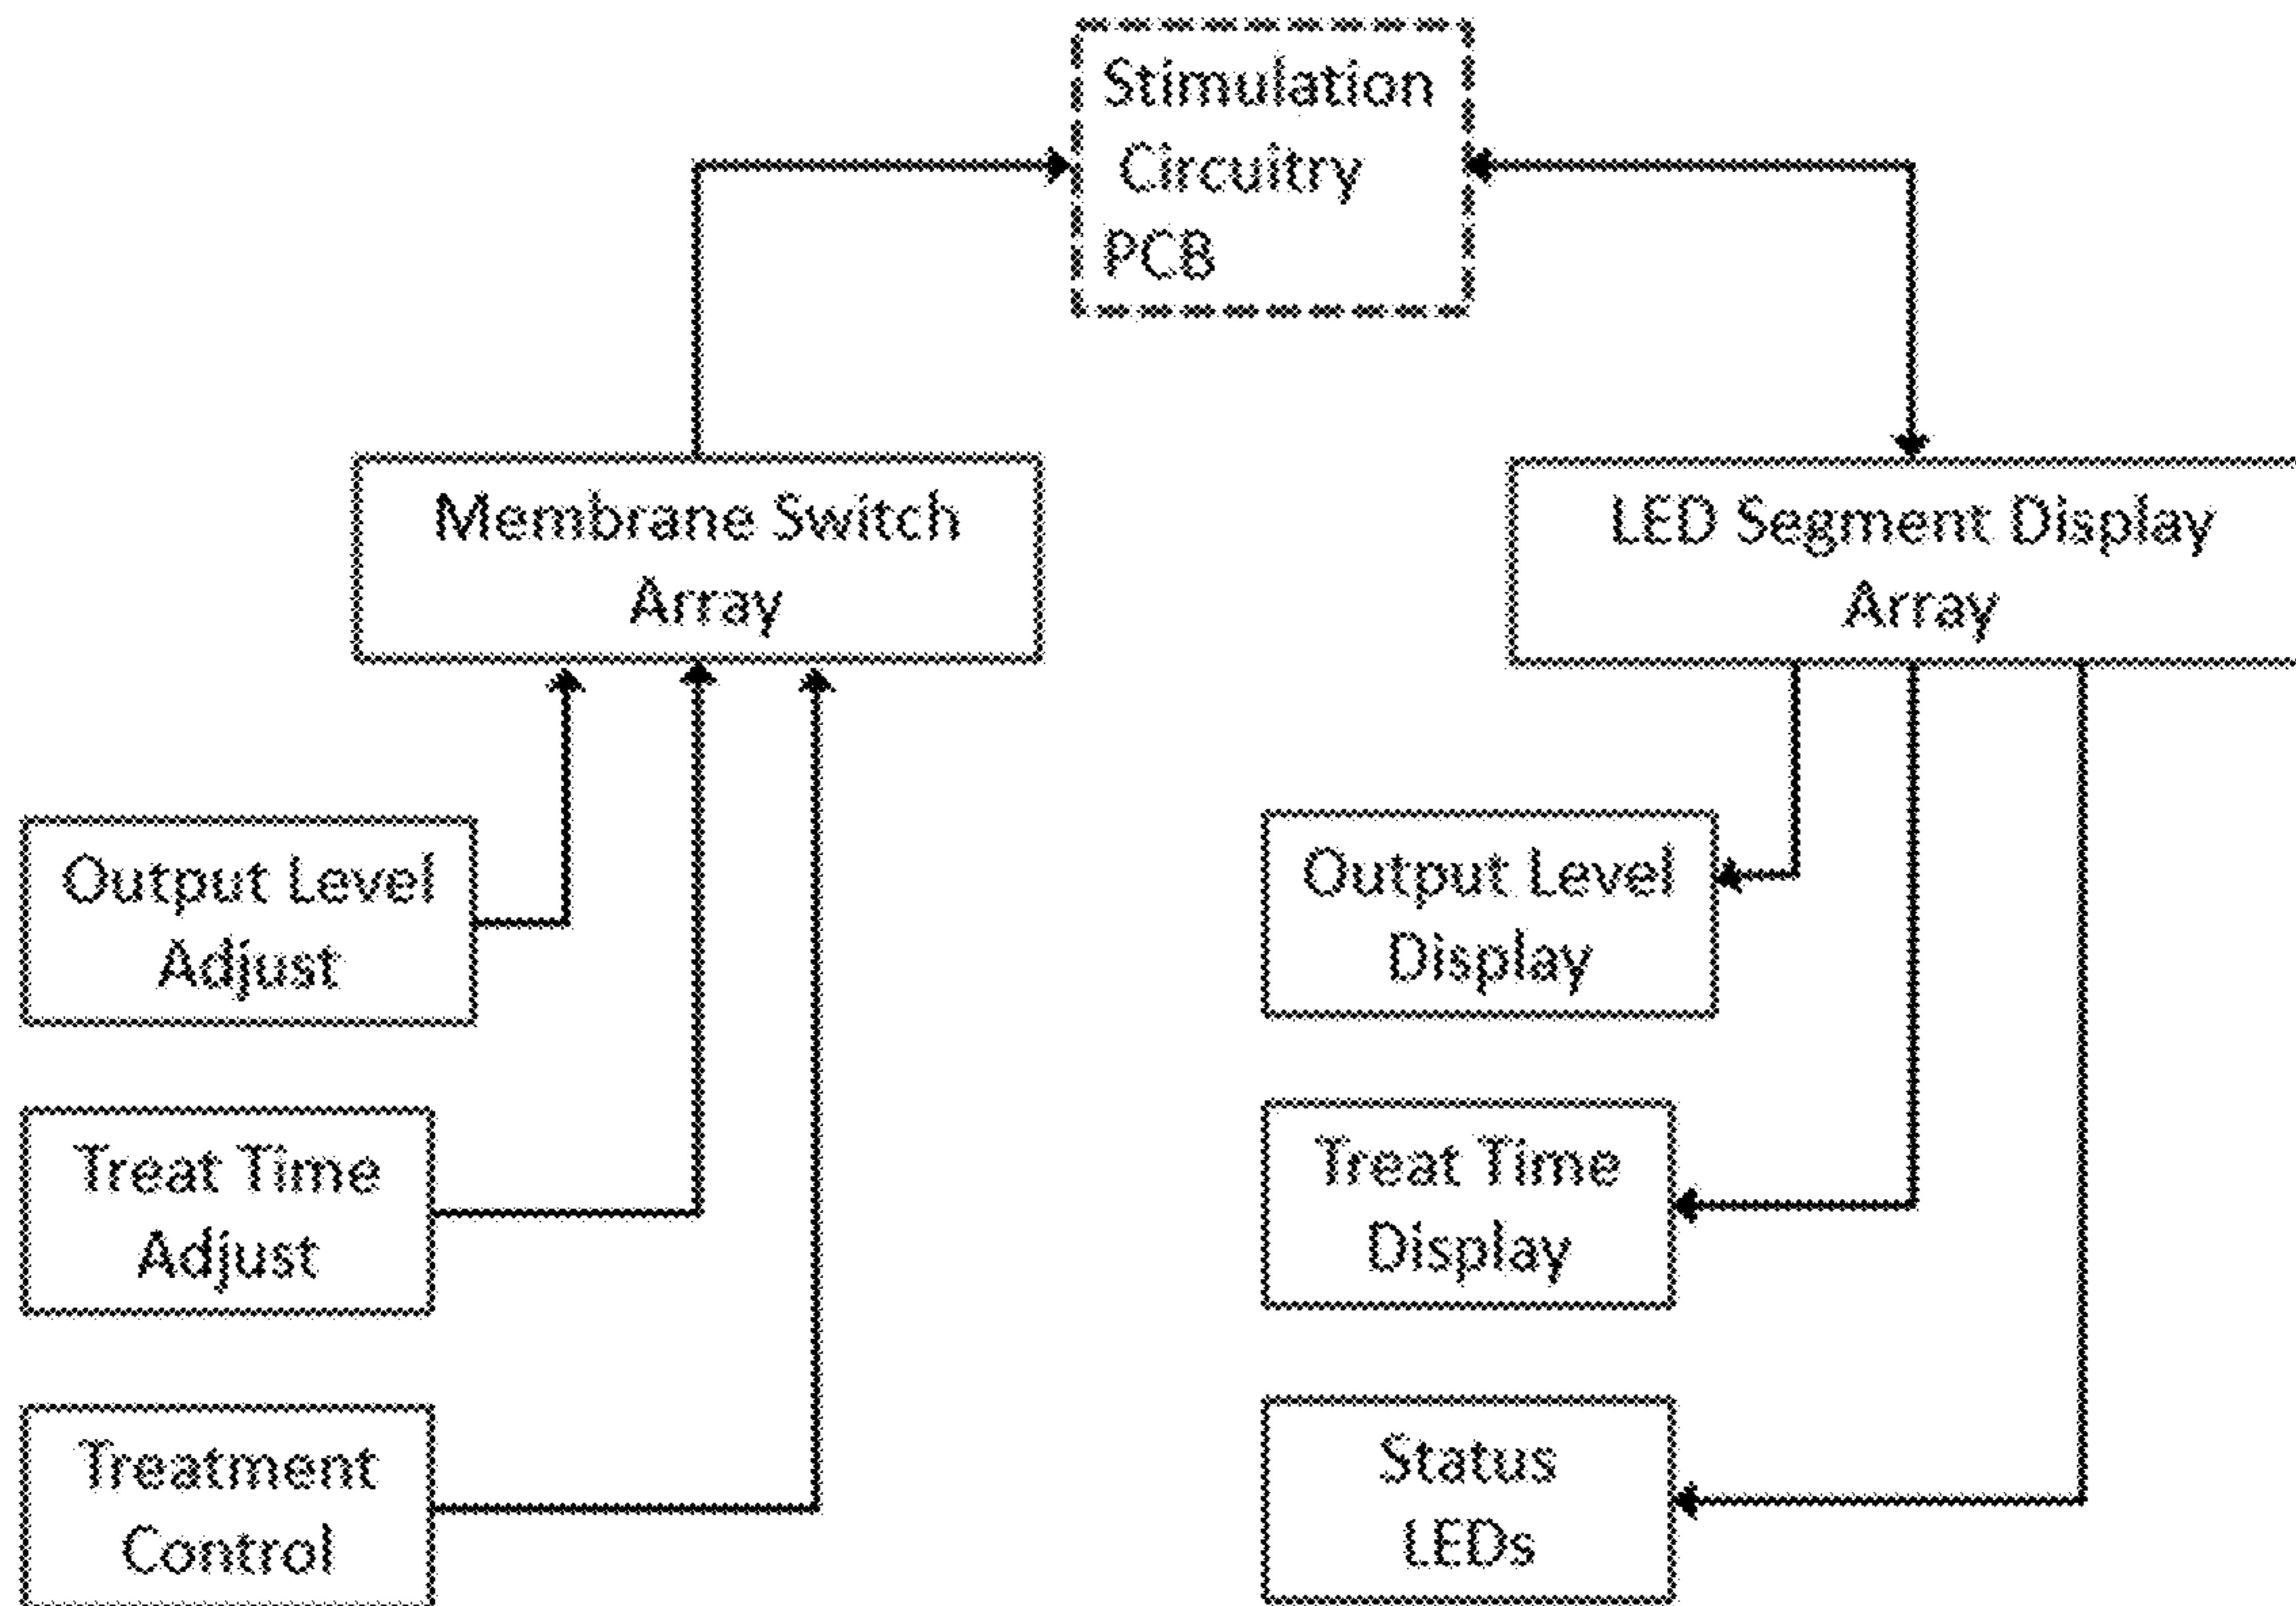 Stimulation
Circuitry
PCB
Membrane Switch
Array
LED Segment Display
Array
Output Level
Adjust
Output Level
Display
Treat Time
Adjust
Treat Time
Display
Treatment
Control
Status
LEDs